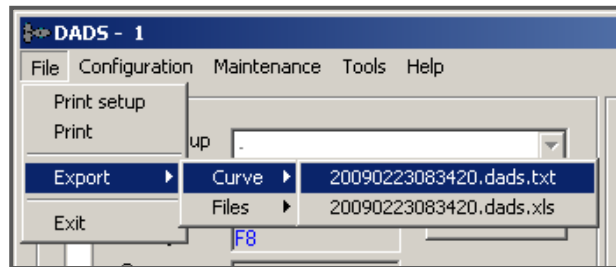 DADS - 1
File Configuration Maintenance Tools Help
Print setup
Print
up .
Export Curve 20090223083420.dads.txt
Files 20090223083420.dads.xls
Exit
F8